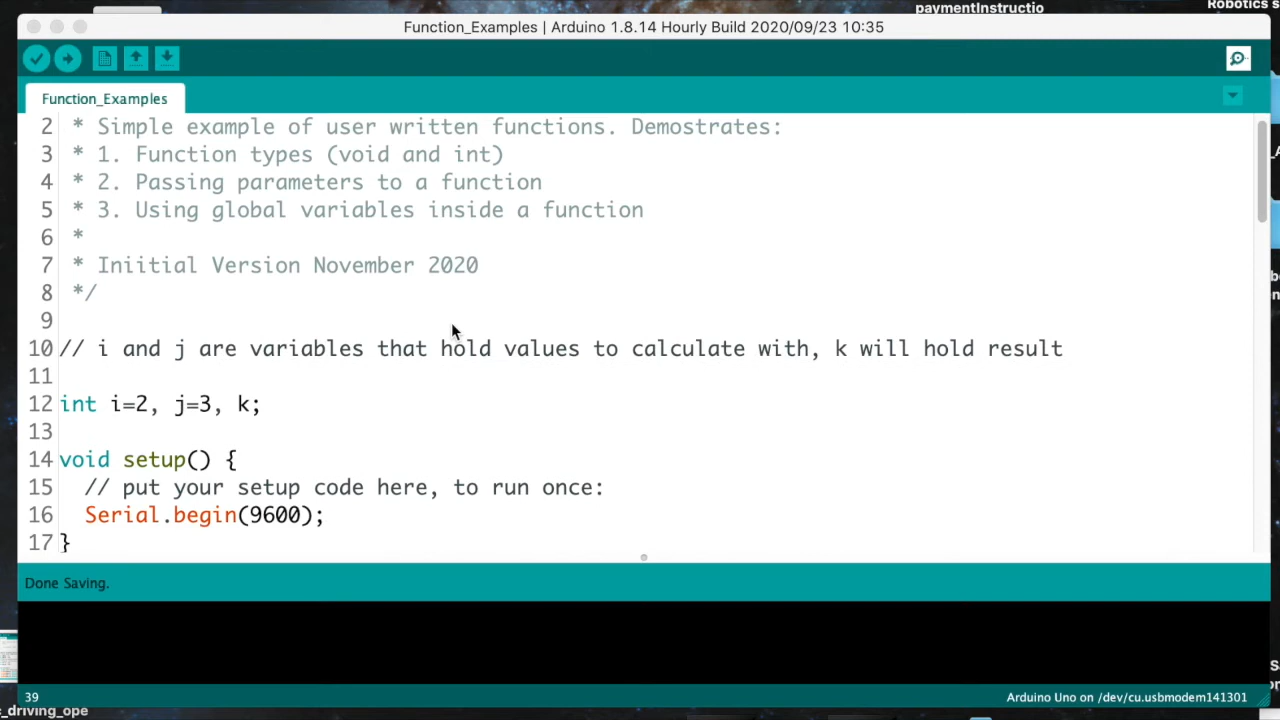 paymentInstructio
Robotics s
Function_Examples | Arduino 1.8.14 Hourly Build 2020/09/23 10:35
Function_Examples
2 * Simple example of user written functions. Demostrates:
3 * 1. Function types (void and int)
4 * 2. Passing parameters to a function
5 * 3. Using global variables inside a function
6 *
7 * Iniitial Version November 2020
8 */
9
10 // i and j are variables that hold values to calculate with, k will hold result
11
12 int i=2, j=3, k;
13
14 void setup() {
15 // put your setup code here, to run once:
16 Serial.begin(9600);
17 }
Done Saving.
39
Arduino Uno on /dev/cu.usbmodem141301
c_driving_ope